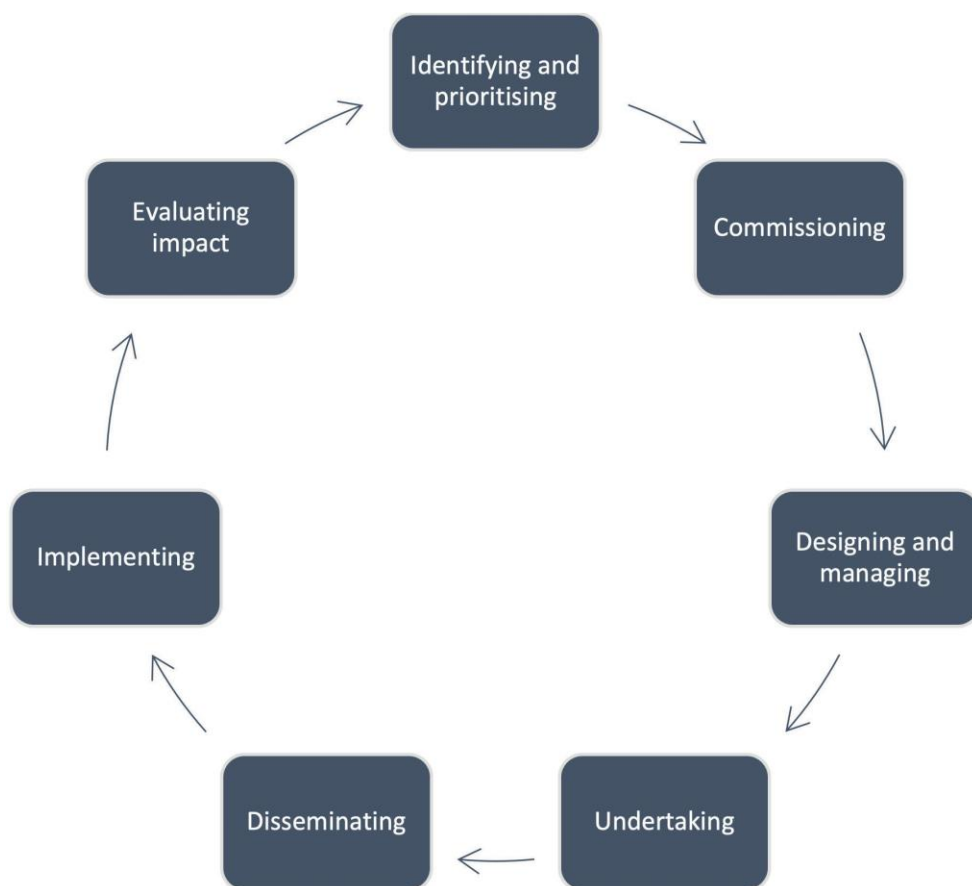 Identifying and
prioritising
Commissioning
Designing and
managing
Undertaking
Disseminating
Implementing
Evaluating
impact